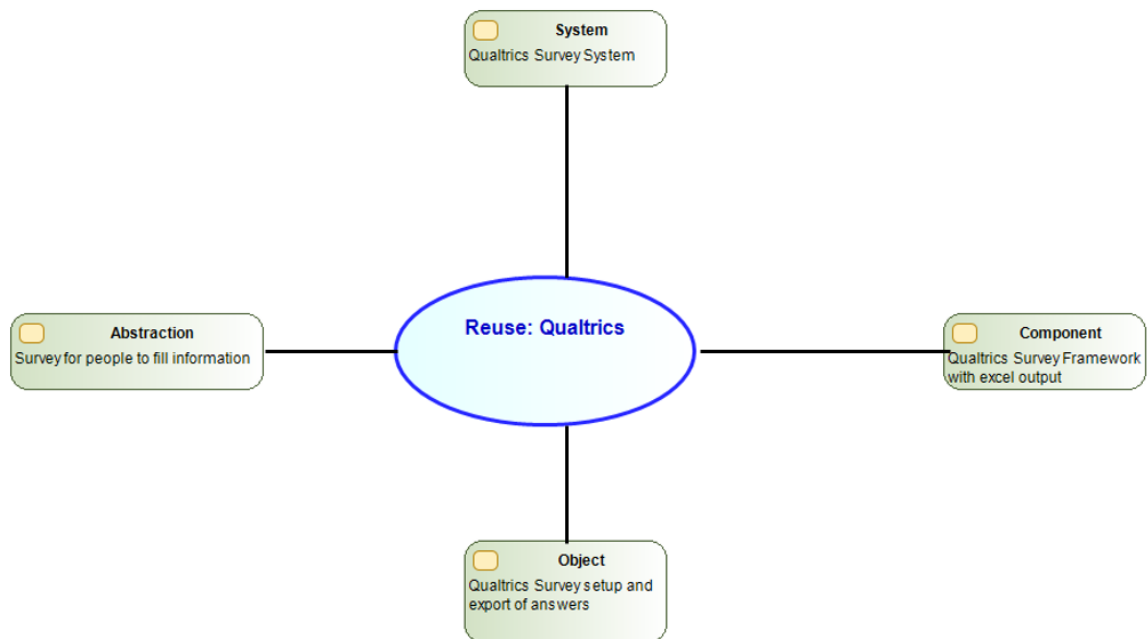 System
Qualtrics Survey System
Reuse: Qualtrics
Abstraction
Survey for people to fill information
Component
Qualtrics Survey Framework
with excel output
Object
Qualtrics Survey setup and
export of answers